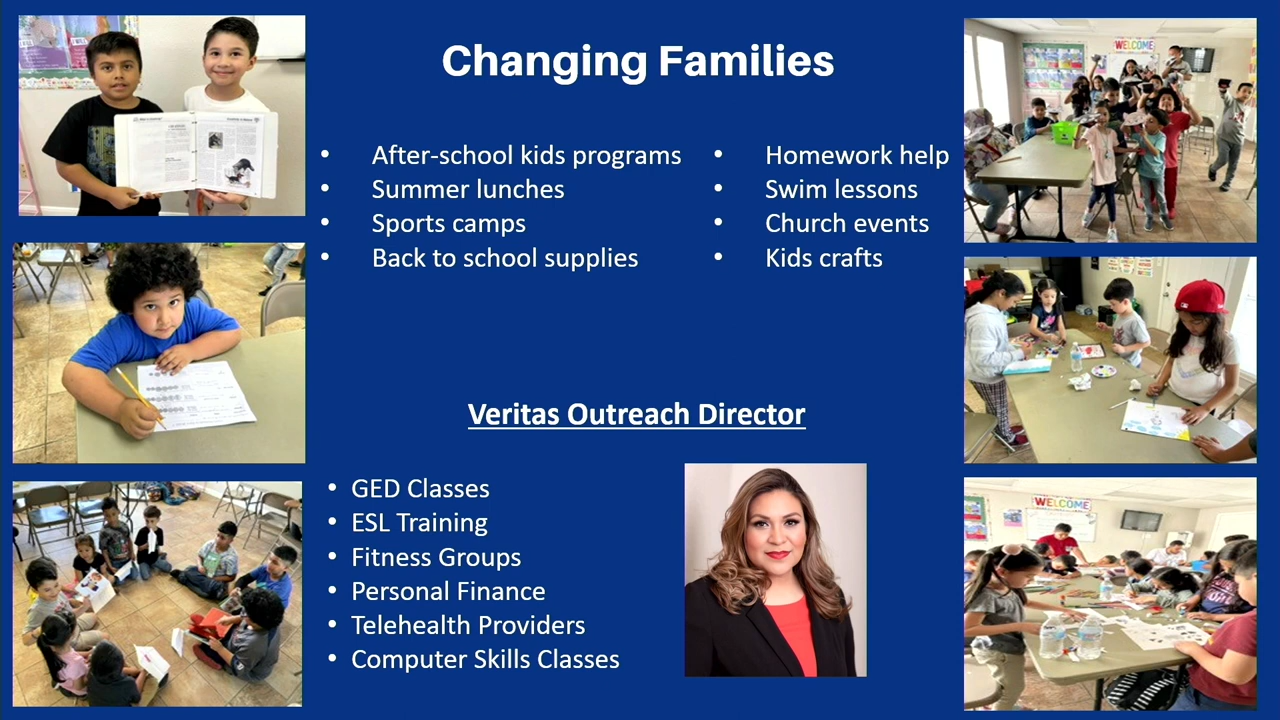 Changing Families
• After-school kids programs
• Summer lunches
• Sports camps
• Back to school supplies
• Homework help
• Swim lessons
• Church events
• Kids crafts
Veritas Outreach Director
• GED Classes
• ESL Training
• Fitness Groups
• Personal Finance
• Telehealth Providers
• Computer Skills Classes
WELCOME
WELCOME